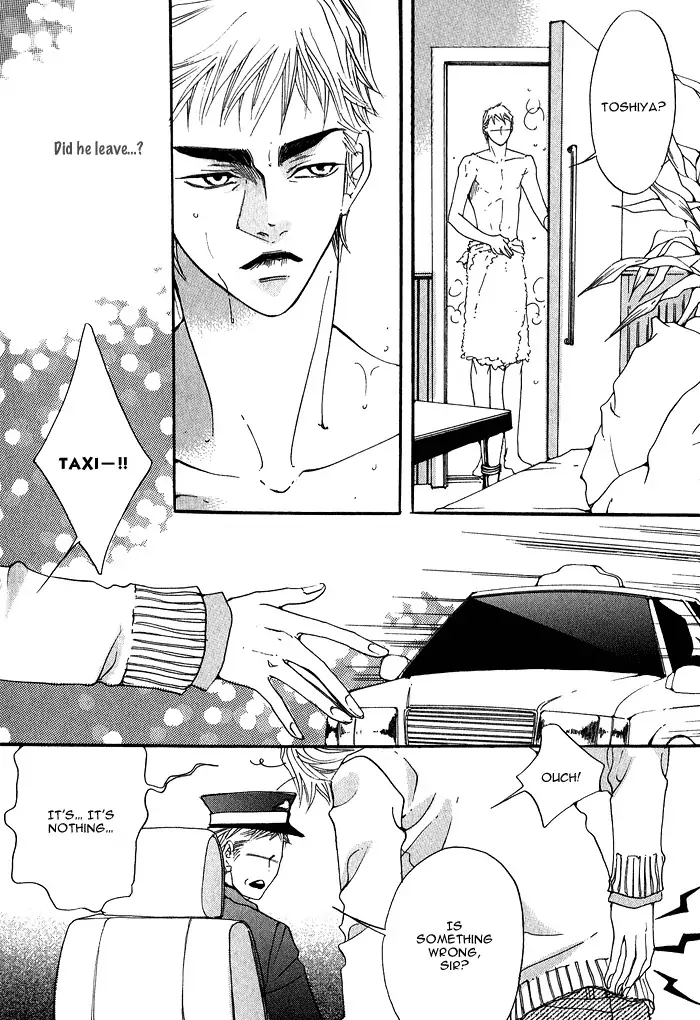 TOSHIYA?
Did he leave...?
TAXI—!!
OUCH!
IS
SOMETHING
WRONG,
SIR?
IT'S... IT'S
NOTHING...